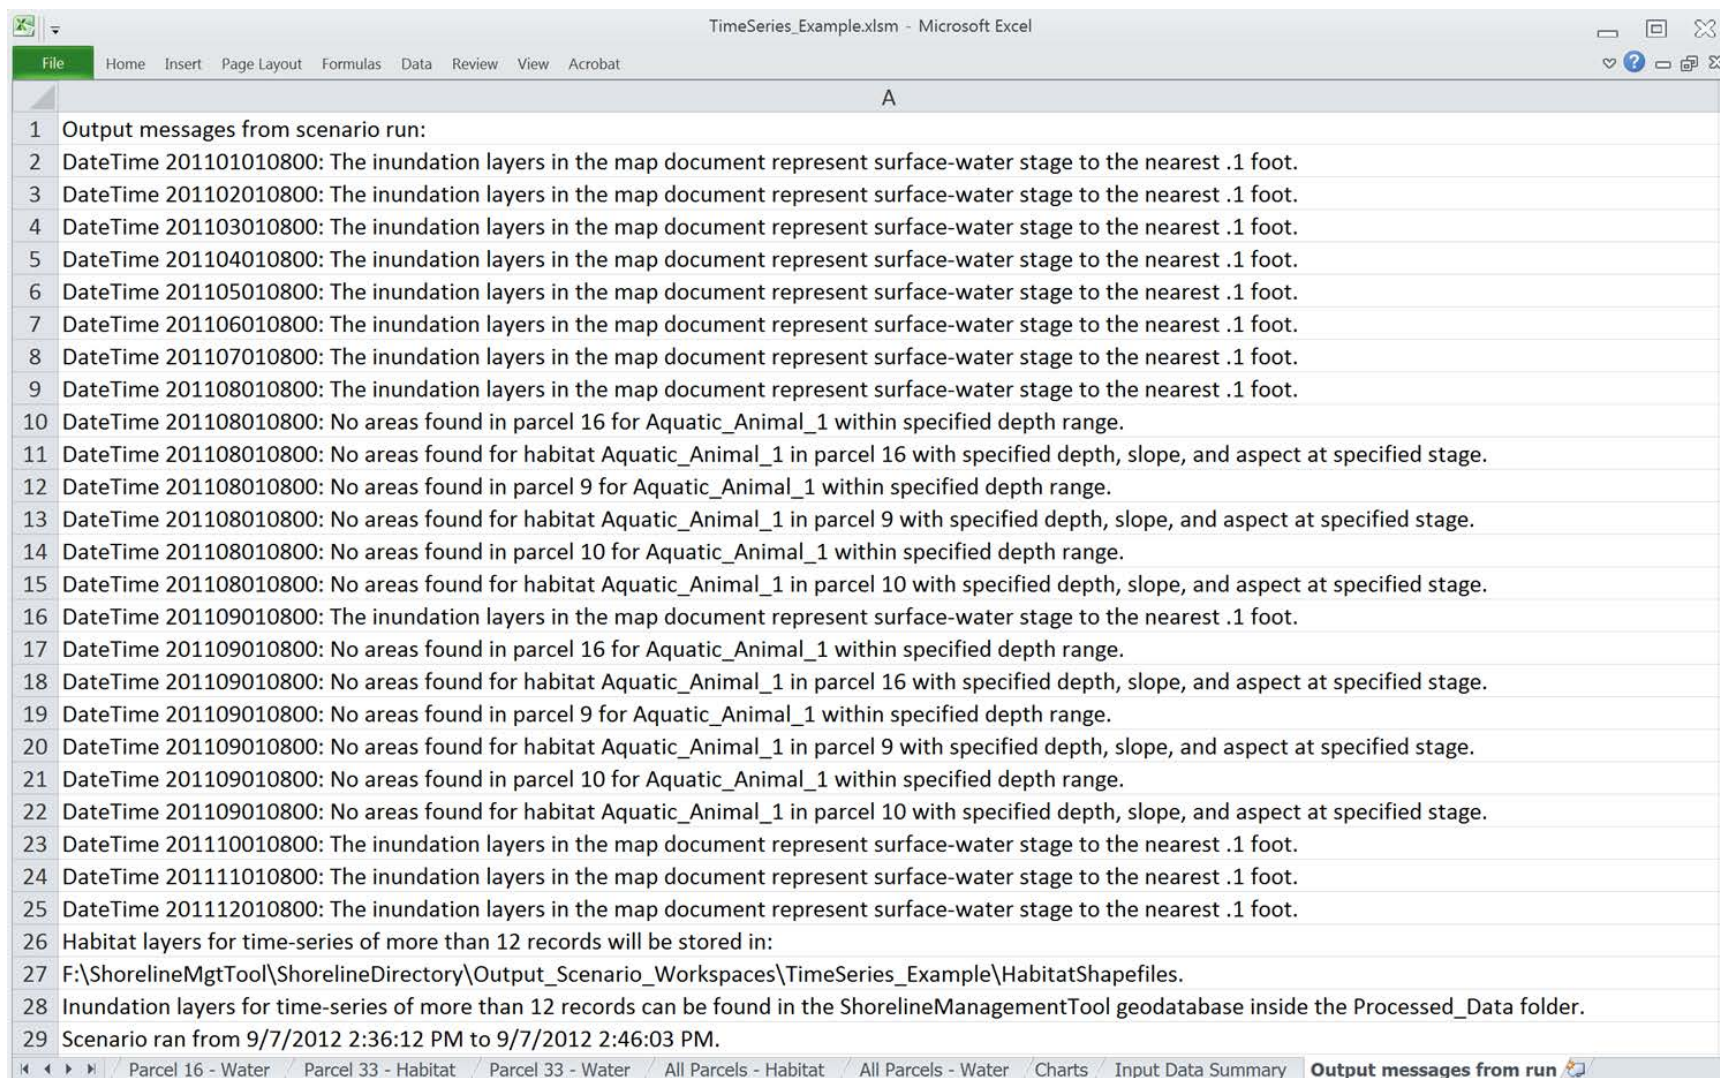 TimeSeries_Example.xlsm - Microsoft Excel
File Home Insert Page Layout Formulas Data Review View Acrobat
A
1 Output messages from scenario run:
2 DateTime 201101010800: The inundation layers in the map document represent surface-water stage to the nearest .1 foot.
3 DateTime 201102010800: The inundation layers in the map document represent surface-water stage to the nearest .1 foot.
4 DateTime 201103010800: The inundation layers in the map document represent surface-water stage to the nearest .1 foot.
5 DateTime 201104010800: The inundation layers in the map document represent surface-water stage to the nearest .1 foot.
6 DateTime 201105010800: The inundation layers in the map document represent surface-water stage to the nearest .1 foot.
7 DateTime 201106010800: The inundation layers in the map document represent surface-water stage to the nearest .1 foot.
8 DateTime 201107010800: The inundation layers in the map document represent surface-water stage to the nearest .1 foot.
9 DateTime 201108010800: The inundation layers in the map document represent surface-water stage to the nearest .1 foot.
10 DateTime 201108010800: No areas found in parcel 16 for Aquatic_Animal_1 within specified depth range.
11 DateTime 201108010800: No areas found for habitat Aquatic_Animal_1 in parcel 16 with specified depth, slope, and aspect at specified stage.
12 DateTime 201108010800: No areas found in parcel 9 for Aquatic_Animal_1 within specified depth range.
13 DateTime 201108010800: No areas found for habitat Aquatic_Animal_1 in parcel 9 with specified depth, slope, and aspect at specified stage.
14 DateTime 201108010800: No areas found in parcel 10 for Aquatic_Animal_1 within specified depth range.
15 DateTime 201108010800: No areas found for habitat Aquatic_Animal_1 in parcel 10 with specified depth, slope, and aspect at specified stage.
16 DateTime 201109010800: The inundation layers in the map document represent surface-water stage to the nearest .1 foot.
17 DateTime 201109010800: No areas found in parcel 16 for Aquatic_Animal_1 within specified depth range.
18 DateTime 201109010800: No areas found for habitat Aquatic_Animal_1 in parcel 16 with specified depth, slope, and aspect at specified stage.
19 DateTime 201109010800: No areas found in parcel 9 for Aquatic_Animal_1 within specified depth range.
20 DateTime 201109010800: No areas found for habitat Aquatic_Animal_1 in parcel 9 with specified depth, slope, and aspect at specified stage.
21 DateTime 201109010800: No areas found in parcel 10 for Aquatic_Animal_1 within specified depth range.
22 DateTime 201109010800: No areas found for habitat Aquatic_Animal_1 in parcel 10 with specified depth, slope, and aspect at specified stage.
23 DateTime 201110010800: The inundation layers in the map document represent surface-water stage to the nearest .1 foot.
24 DateTime 201111010800: The inundation layers in the map document represent surface-water stage to the nearest .1 foot.
25 DateTime 201112010800: The inundation layers in the map document represent surface-water stage to the nearest .1 foot.
26 Habitat layers for time-series of more than 12 records will be stored in:
27 F:\ShorelineMgtTool\ShorelineDirectory\Output_Scenario_Workspaces\TimeSeries_Example\HabitatShapefiles.
28 Inundation layers for time-series of more than 12 records can be found in the ShorelineManagementTool geodatabase inside the Processed_Data folder.
29 Scenario ran from 9/7/2012 2:36:12 PM to 9/7/2012 2:46:03 PM.
Parcel 16 - Water Parcel 33 - Habitat Parcel 33 - Water All Parcels - Habitat All Parcels - Water Charts Input Data Summary Output messages from run